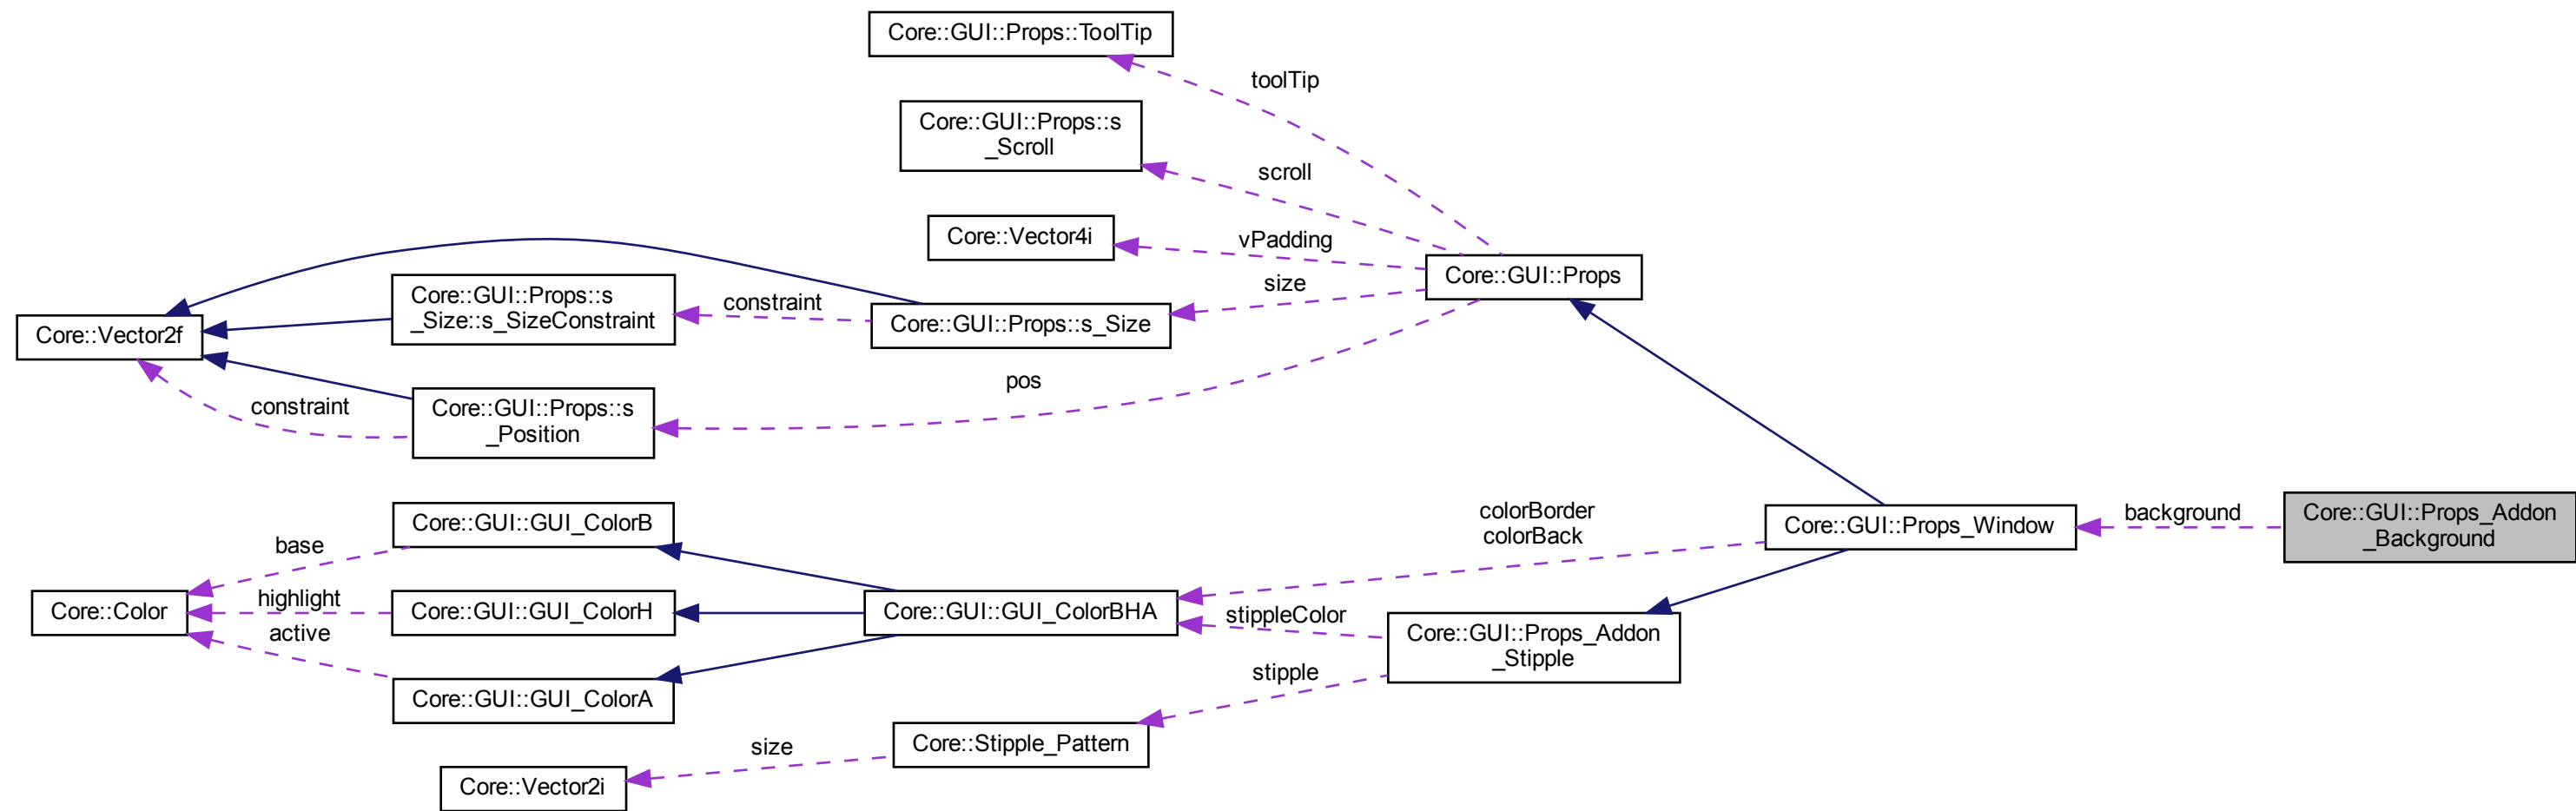 Core::GUI::Props::ToolTip
toolTip
Core::GUI::Props::s
_Scroll
scroll
Core::Vector4i
vPadding
Core::GUI::Props
size
Core::GUI::Props::s
_Size::s_SizeConstraint
constraint
Core::GUI::Props::s_Size
Core::Vector2f
pos
constraint
Core::GUI::Props::s
_Position
colorBorder
colorBack
Core::GUI::Props_Window
background
Core::GUI::Props_Addon
_Background
Core::GUI::GUI_ColorB
base
Core::Color
highlight
Core::GUI::GUI_ColorH
Core::GUI::GUI_ColorBHA
stippleColor
Core::GUI::Props_Addon
_Stipple
active
stipple
Core::GUI::GUI_ColorA
Core::Stipple_Pattern
size
Core::Vector2i